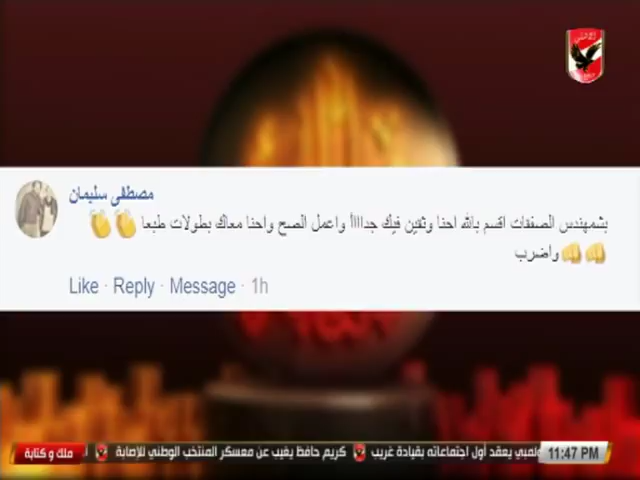 مصطفى سليمان
بشمهندس الصفقات اقسم بالله احنا وثقين فيك جداااأ واعمل الصح واحنا معاك بطولات طبعا 👏👏
👊👊 واضرب
Like · Reply · Message · 1h
ملك و كتابة
كريم حافظ يغيب عن معسكر المنتخب الوطني للإصابة
ولمبي يعقد أول اجتماعاته بقيادة غريب
11:47 PM